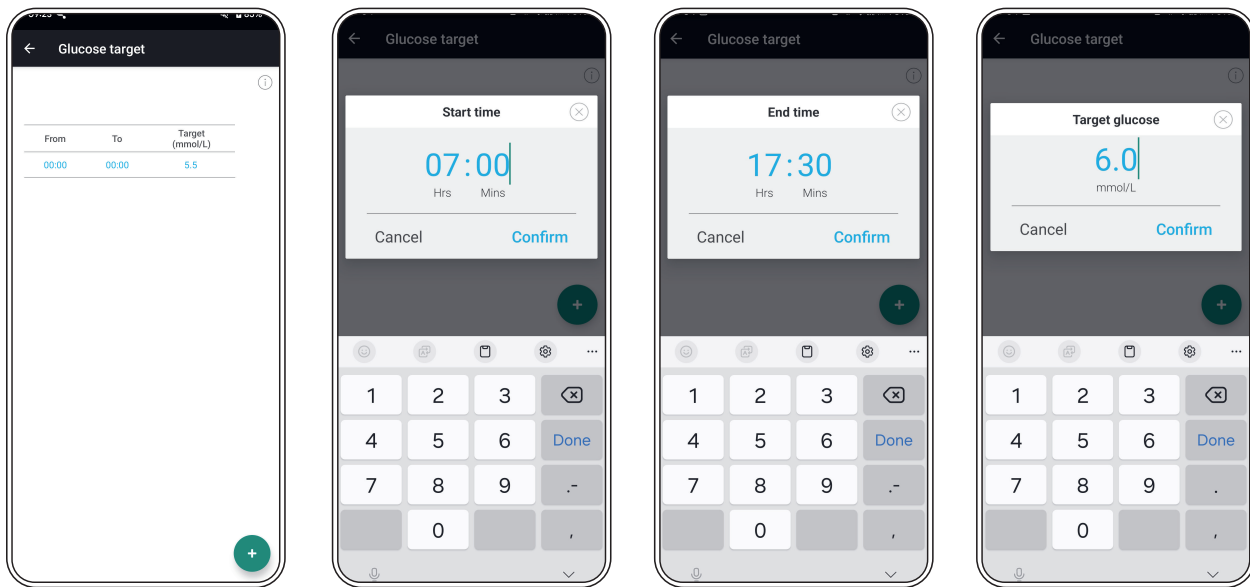 Glucose target
From To Target (mmol/L)
00:00 00:00 5.5
+
Glucose target
Start time
07:00
Hrs Mins
Cancel Confirm
+
1 2 3
4 5 6 Done
7 8 9 .-
0 ,
Glucose target
End time
17:30
Hrs Mins
Cancel Confirm
+
1 2 3
4 5 6 Done
7 8 9 .-
0 ,
Glucose target
Target glucose
6.0
mmol/L
Cancel Confirm
+
1 2 3
4 5 6 Done
7 8 9 .
0 ,